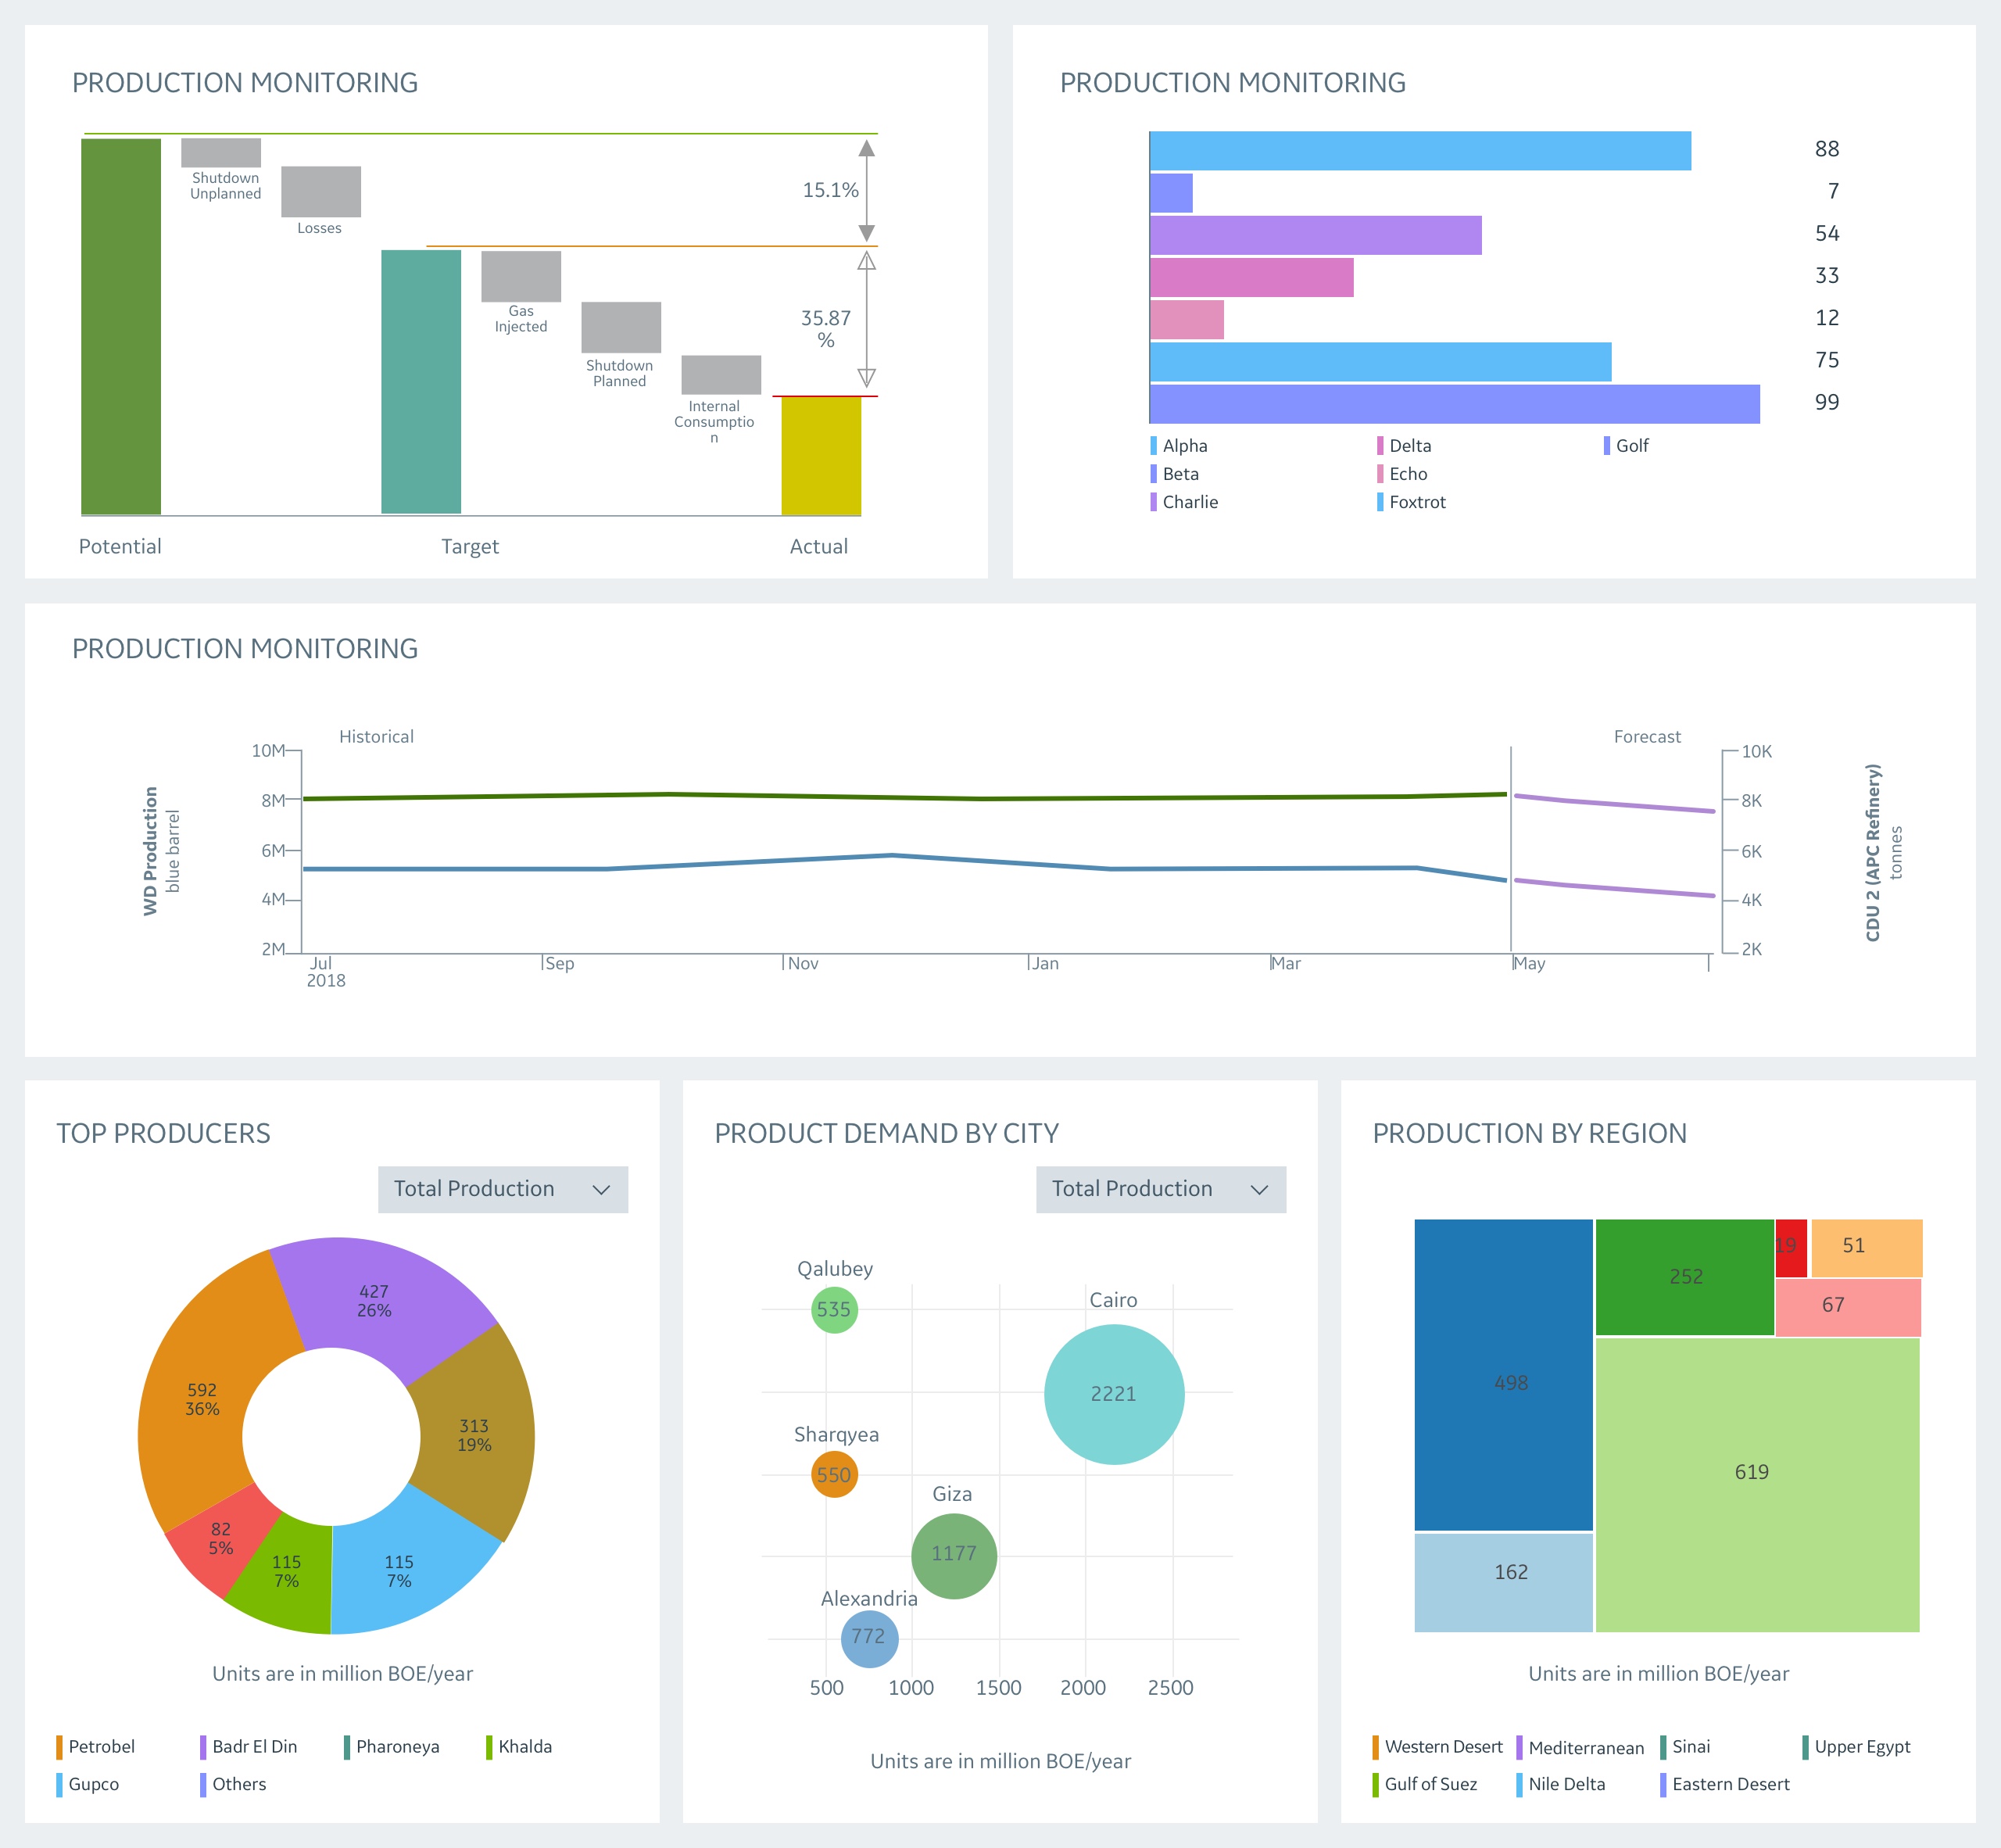 PRODUCTION MONITORING
Shutdown
Unplanned
Losses
Gas
Injected
Shutdown
Planned
Internal
Consumptio
n
15.1%
35.87
%
Potential
Target
Actual
PRODUCTION MONITORING
88
7
54
33
12
75
99
Alpha
Beta
Charlie
Delta
Echo
Foxtrot
Golf
PRODUCTION MONITORING
Historical
Forecast
WD Production
blue barrel
10M
8M
6M
4M
2M
Jul
2018
Sep
Nov
Jan
Mar
May
10K
8K
6K
4K
2K
CDU 2 (APC Refinery)
tonnes
TOP PRODUCERS
Total Production
427
26%
592
36%
313
19%
82
5%
115
7%
115
7%
Units are in million BOE/year
Petrobel
Badr El Din
Pharoneya
Khalda
Gupco
Others
PRODUCT DEMAND BY CITY
Total Production
Qalubey
535
Cairo
2221
Sharqyea
550
Giza
1177
Alexandria
772
500
1000
1500
2000
2500
Units are in million BOE/year
PRODUCTION BY REGION
498
252
19
51
67
619
162
Units are in million BOE/year
Western Desert
Mediterranean
Sinai
Upper Egypt
Gulf of Suez
Nile Delta
Eastern Desert